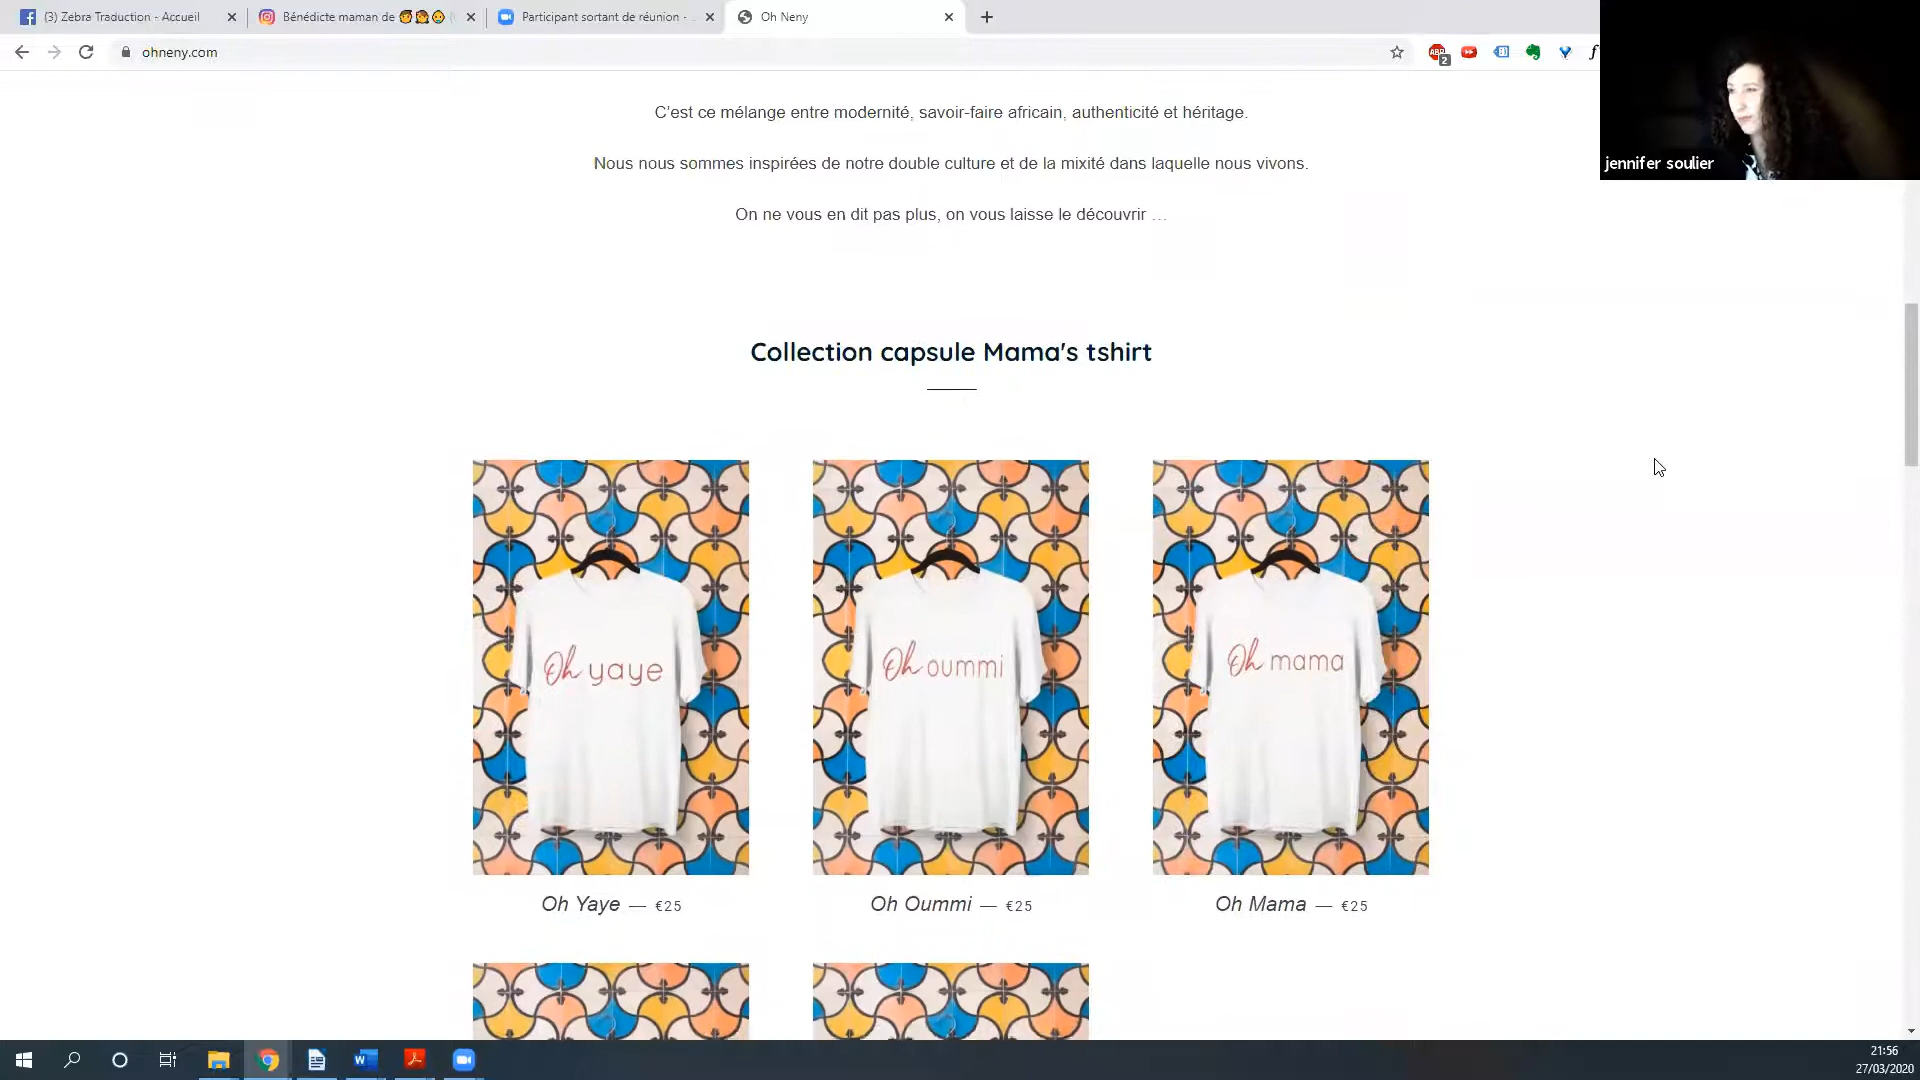 (3) Zebra Traduction - Accueil
Bénédicte maman de
Participant sortant de réunion -
Oh Neny
ohneny.com
ABP
2
jennifer soulier
C’est ce mélange entre modernité, savoir-faire africain, authenticité et héritage.
Nous nous sommes inspirées de notre double culture et de la mixité dans laquelle nous vivons.
On ne vous en dit pas plus, on vous laisse le découvrir …
Collection capsule Mama's tshirt
Oh yaye
Oh oummi
Oh mama
Oh Yaye — €25
Oh Oummi — €25
Oh Mama — €25
21:56
27/03/2020